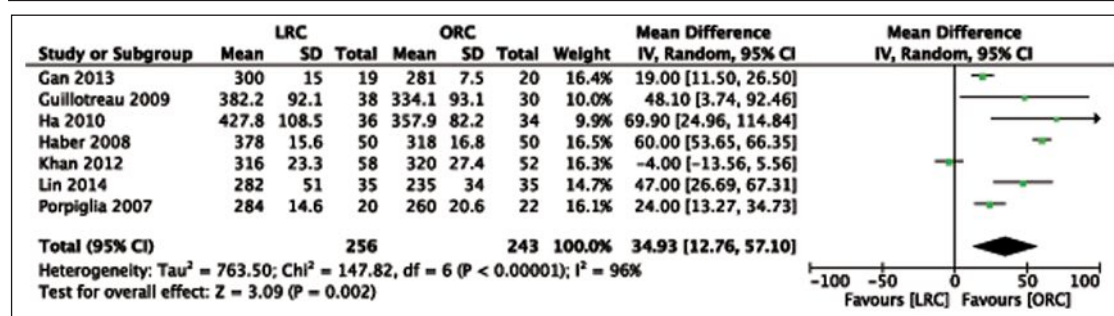 LRC ORC Mean Difference Mean Difference
Study or Subgroup Mean SD Total Mean SD Total Weight IV, Random, 95% CI IV, Random, 95% CI
Gan 2013 300 15 19 281 7.5 20 16.4% 19.00 [11.50, 26.50]
Guillotreau 2009 382.2 92.1 38 334.1 93.1 30 10.0% 48.10 [3.74, 92.46]
Ha 2010 427.8 108.5 36 357.9 82.2 34 9.9% 69.90 [24.96, 114.84]
Haber 2008 378 15.6 50 318 16.8 50 16.5% 60.00 [53.65, 66.35]
Khan 2012 316 23.3 58 320 27.4 52 16.3% -4.00 [-13.56, 5.56]
Lin 2014 282 51 35 235 34 35 14.7% 47.00 [26.69, 67.31]
Porpiglia 2007 284 14.6 20 260 20.6 22 16.1% 24.00 [13.27, 34.73]
Total (95% CI) 256 243 100.0% 34.93 [12.76, 57.10]
Heterogeneity: Tau² = 763.50; Chi² = 147.82, df = 6 (P < 0.00001); I² = 96%
Test for overall effect: Z = 3.09 (P = 0.002)
-100 -50 0 50 100
Favours [LRC] Favours [ORC]